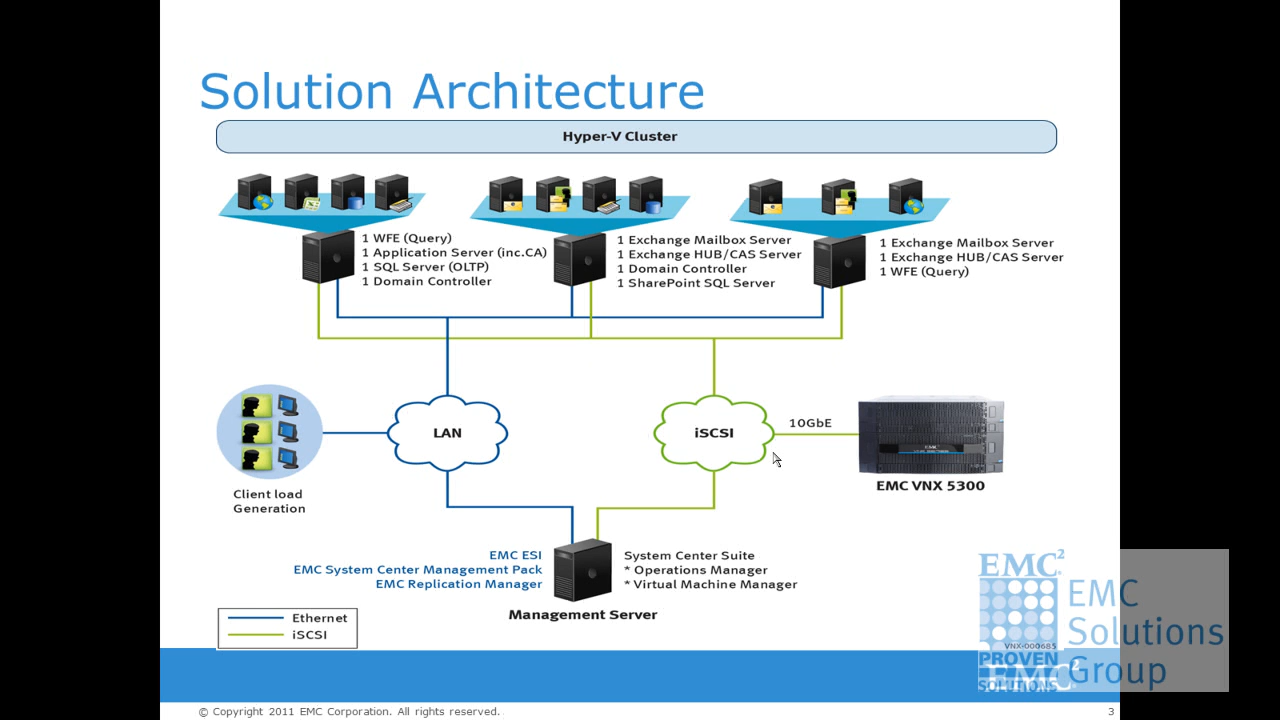 Solution Architecture
Hyper-V Cluster
1 WFE (Query)
1 Application Server (inc.CA)
1 SQL Server (OLTP)
1 Domain Controller
1 Exchange Mailbox Server
1 Exchange HUB/CAS Server
1 Domain Controller
1 SharePoint SQL Server
1 Exchange Mailbox Server
1 Exchange HUB/CAS Server
1 WFE (Query)
LAN
iSCSI
10GbE
EMC VNX 5300
Client load
Generation
EMC ESI
EMC System Center Management Pack
EMC Replication Manager
System Center Suite
* Operations Manager
* Virtual Machine Manager
Management Server
Ethernet
iSCSI
EMC²
VNX-000685
PROVEN
SOLUTIONS
EMC²
EMC
Solutions
Group
© Copyright 2011 EMC Corporation. All rights reserved.
3